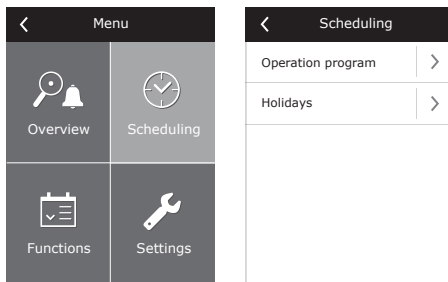 Menu
Overview
Scheduling
Functions
Settings
Scheduling
Operation program
Holidays